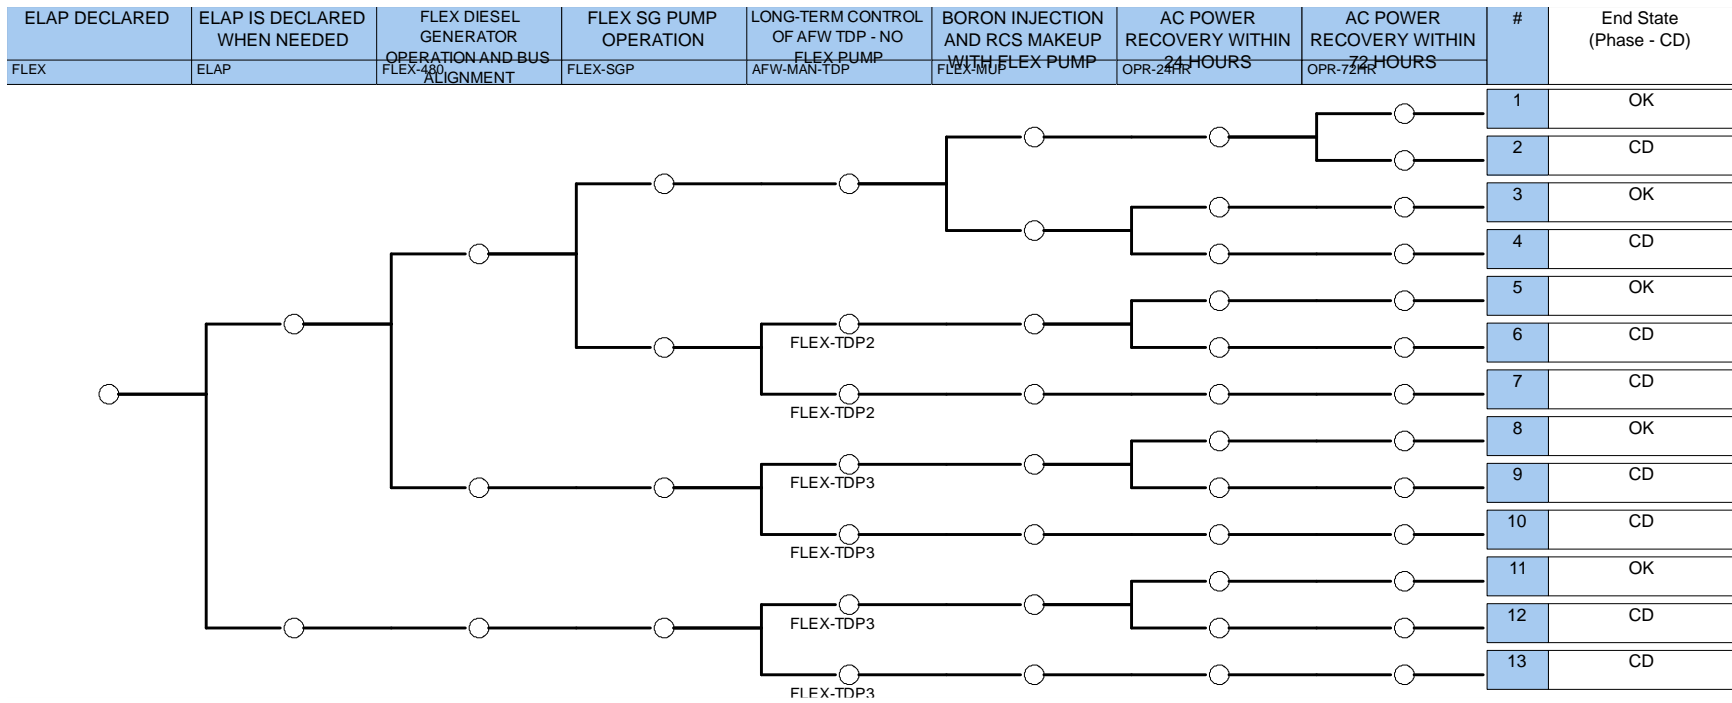 ELAP DECLARED
FLEX
ELAP IS DECLARED
WHEN NEEDED
ELAP
FLEX DIESEL
GENERATOR
OPERATION AND BUS
ALIGNMENT
FLEX-480
FLEX SG PUMP
OPERATION
FLEX-SGP
LONG-TERM CONTROL
OF AFW TDP - NO
FLEX PUMP
AFW-MAN-TDP
BORON INJECTION
AND RCS MAKEUP
WITH FLEX PUMP
FLEX-MUP
AC POWER
RECOVERY WITHIN
24 HOURS
OPR-24HR
AC POWER
RECOVERY WITHIN
72 HOURS
OPR-72HR
#
End State
(Phase - CD)
1 OK
2 CD
3 OK
4 CD
5 OK
FLEX-TDP2
6 CD
7 CD
FLEX-TDP2
8 OK
FLEX-TDP3
9 CD
10 CD
FLEX-TDP3
11 OK
FLEX-TDP3
12 CD
13 CD
FLEX-TDP3